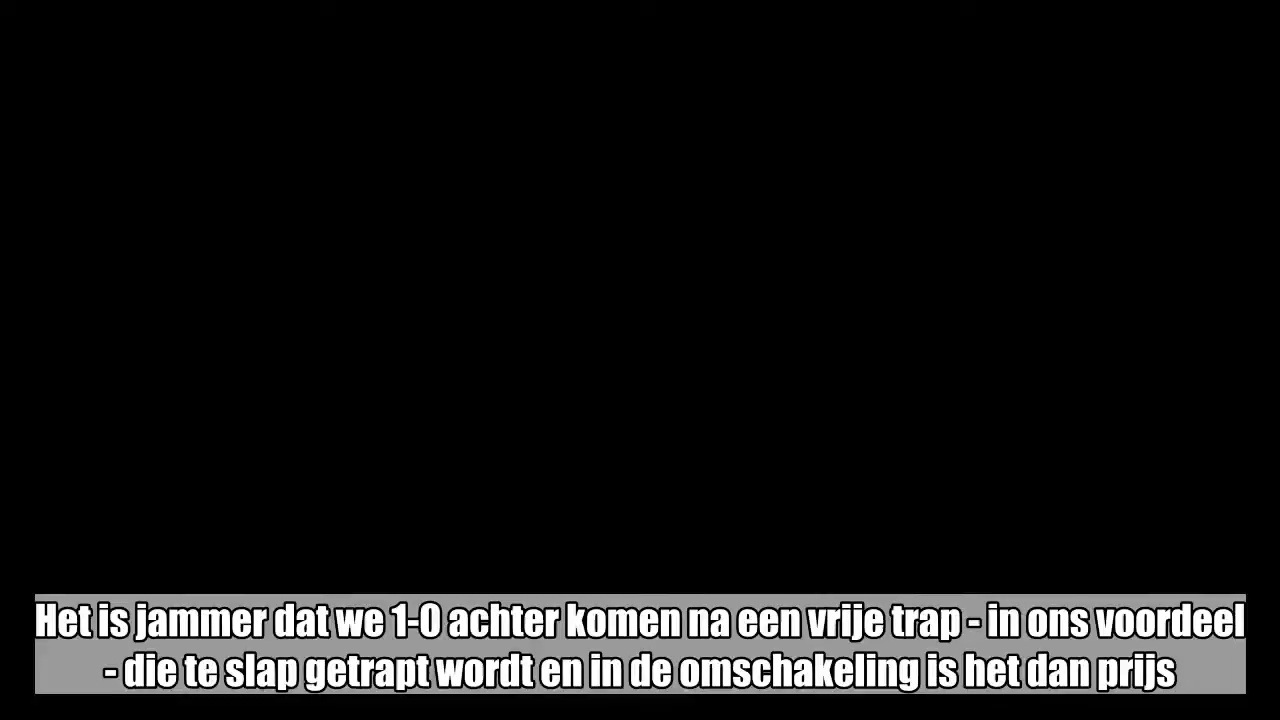 Het is jammer dat we 1-0 achter komen na een vrije trap - in ons voordeel
- die te slap getrapt wordt en in de omschakeling is het dan prijs